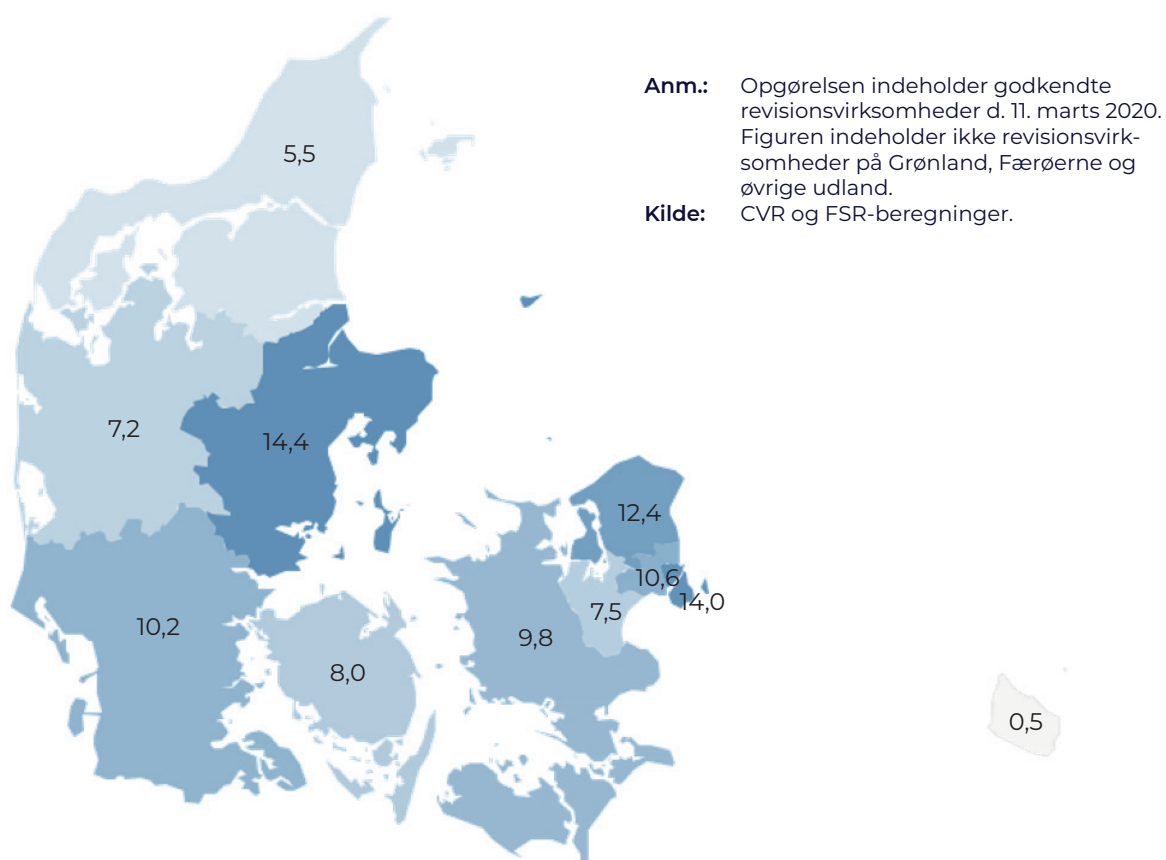 Anm.: Opgørelsen indeholder godkendte
revisionsvirksomheder d. 11. marts 2020.
Figuren indeholder ikke revisionsvirk-
somheder på Grønland, Færøerne og
øvrige udland.
Kilde: CVR og FSR-beregninger.
5,5
7,2
14,4
12,4
10,6
14,0
7,5
10,2
9,8
8,0
0,5